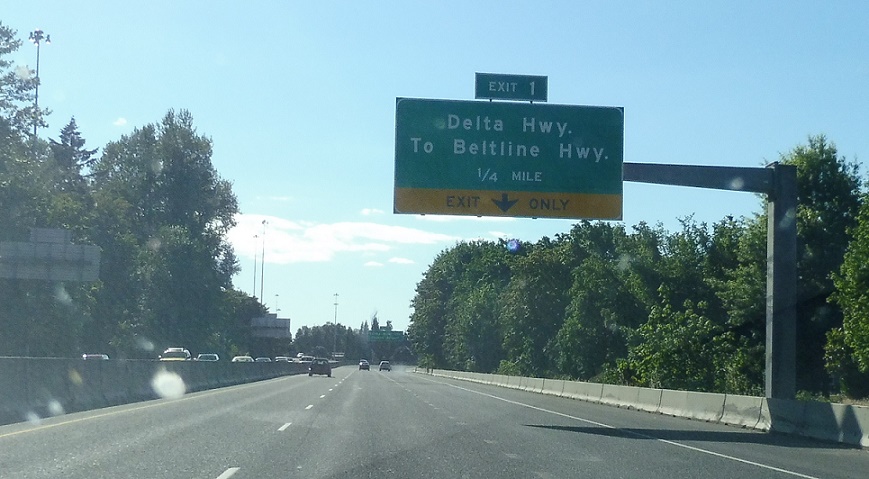 EXIT 1
Delta Hwy.
To Beltline Hwy.
1/4 MILE
EXIT ONLY